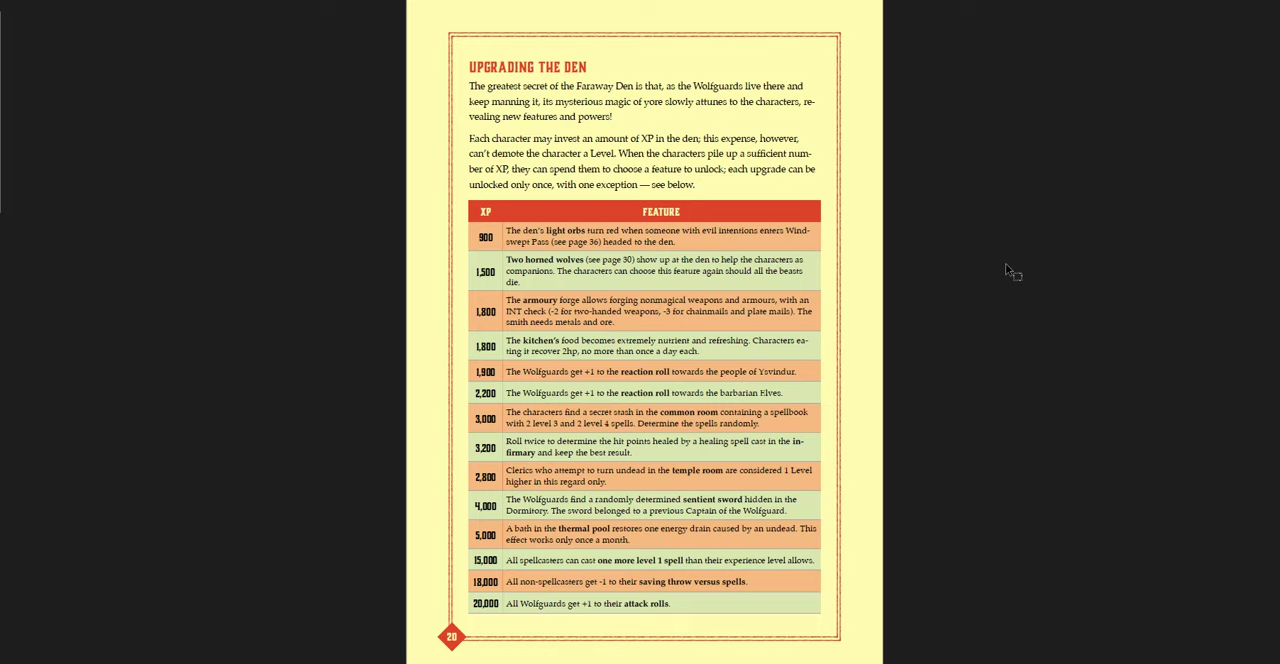 UPGRADING THE DEN
The greatest secret of the Faraway Den is that, as the Wolfguards live there and
keep manning it, its mysterious magic of yore slowly attunes to the characters, re-
vealing new features and powers!
Each character may invest an amount of XP in the den; this expense, however,
can't demote the character a Level. When the characters pile up a sufficient num-
ber of XP, they can spend them to choose a feature to unlock; each upgrade can be
unlocked only once, with one exception — see below.
XP FEATURE
900 The den's light orbs turn red when someone with evil intentions enters Wind-
swept Pass (see page 36) headed to the den.
1,500 Two horned wolves (see page 30) show up at the den to help the characters as
companions. The characters can choose this feature again should all the beasts
die.
1,800 The armoury forge allows forging nonmagical weapons and armours, with an
INT check (-2 for two-handed weapons, -3 for chainmails and plate mails). The
smith needs metals and ore.
1,800 The kitchen's food becomes extremely nutrient and refreshing. Characters ea-
ting it recover 2hp, no more than once a day each.
1,900 The Wolfguards get +1 to the reaction roll towards the people of Ysvindur.
2,200 The Wolfguards get +1 to the reaction roll towards the barbarian Elves.
3,000 The characters find a secret stash in the common room containing a spellbook
with 2 level 3 and 2 level 4 spells. Determine the spells randomly.
3,200 Roll twice to determine the hit points healed by a healing spell cast in the in-
firmary and keep the best result.
2,800 Clerics who attempt to turn undead in the temple room are considered 1 Level
higher in this regard only.
4,000 The Wolfguards find a randomly determined sentient sword hidden in the
Dormitory. The sword belonged to a previous Captain of the Wolfguard.
5,000 A bath in the thermal pool restores one energy drain caused by an undead. This
effect works only once a month.
15,000 All spellcasters can cast one more level 1 spell than their experience level allows.
18,000 All non-spellcasters get -1 to their saving throw versus spells.
20,000 All Wolfguards get +1 to their attack rolls.
20